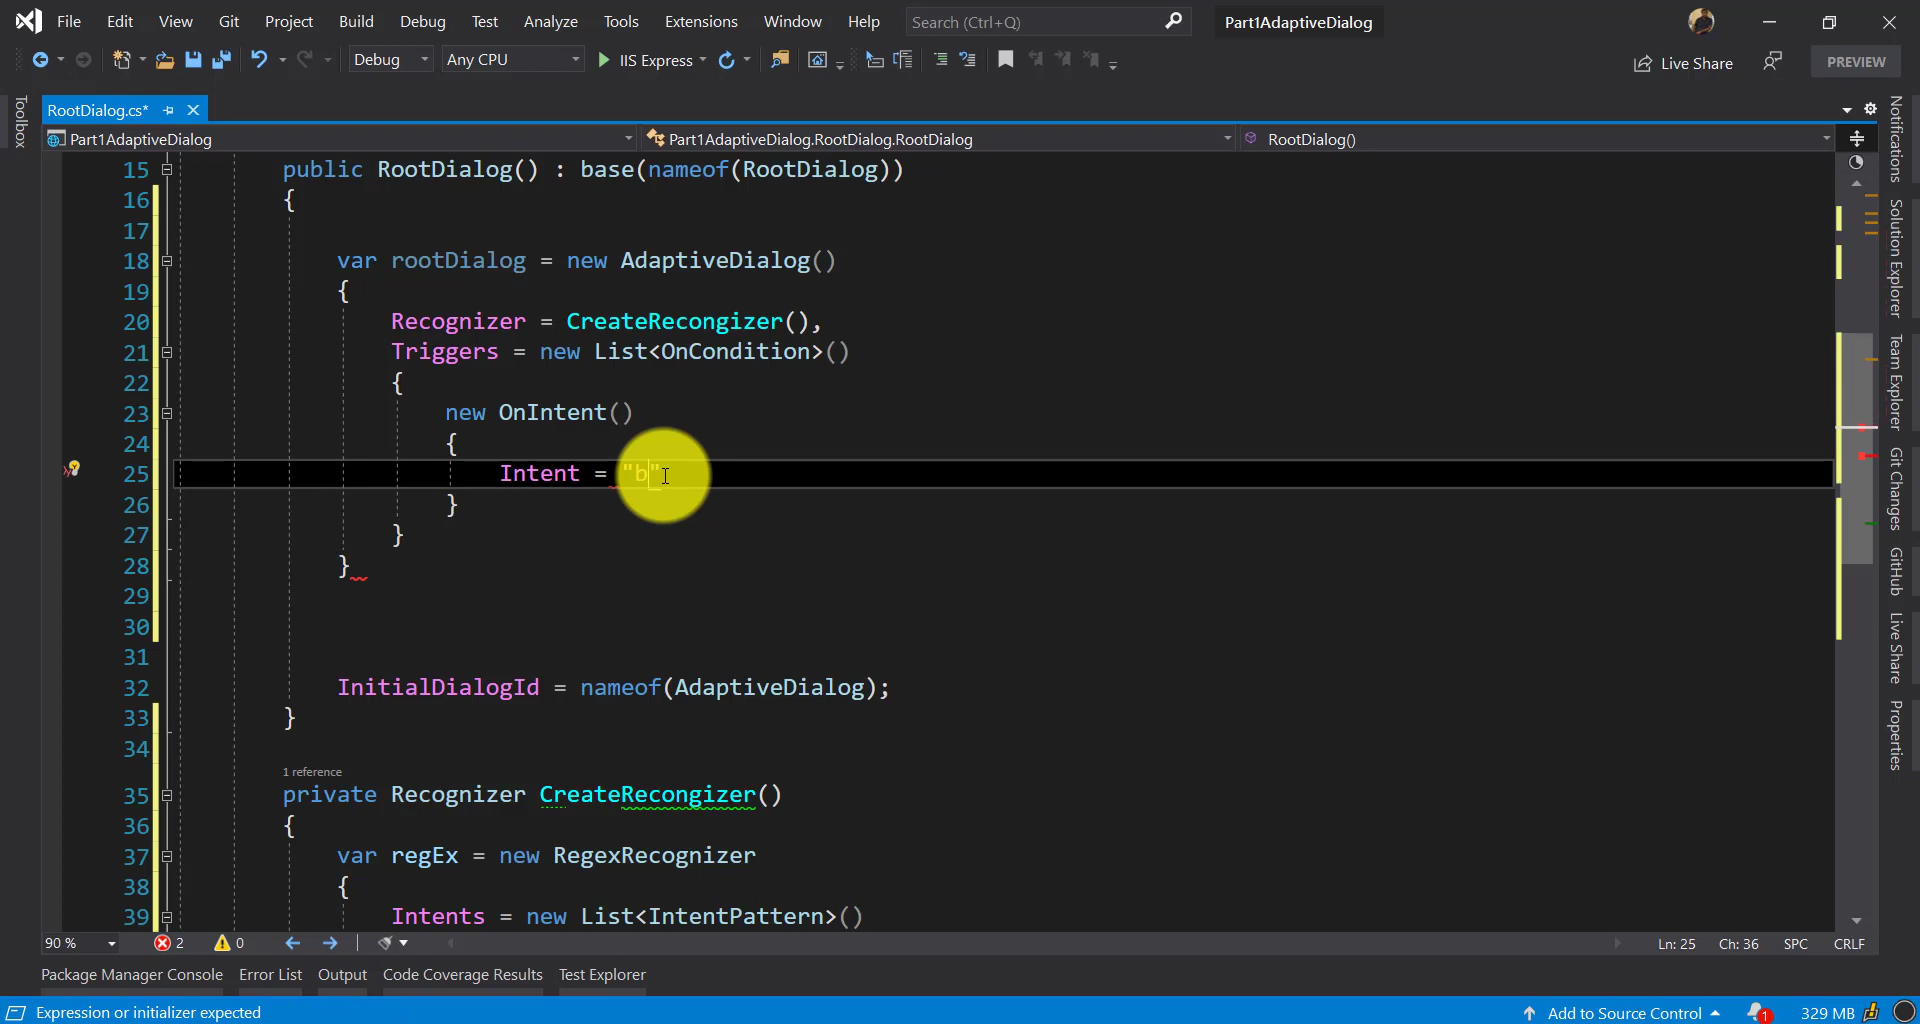 File Edit View Git Project Build Debug Test Analyze Tools Extensions Window Help Search (Ctrl+Q) Part1AdaptiveDialog
Debug Any CPU IIS Express Live Share PREVIEW
Toolbox
RootDialog.cs*
Part1AdaptiveDialog Part1AdaptiveDialog.RootDialog.RootDialog RootDialog()
15 public RootDialog() : base(nameof(RootDialog))
16 {
17
18 var rootDialog = new AdaptiveDialog()
19 {
20 Recognizer = CreateRecongizer(),
21 Triggers = new List<OnCondition>()
22 {
23 new OnIntent()
24 {
25 Intent = "b"
26 }
27 }
28 }
29
30
31
32 InitialDialogId = nameof(AdaptiveDialog);
33 }
34
1 reference
35 private Recognizer CreateRecongizer()
36 {
37 var regEx = new RegexRecognizer
38 {
39 Intents = new List<IntentPattern>()
90 % 2 0 Ln: 25 Ch: 36 SPC CRLF
Package Manager Console Error List Output Code Coverage Results Test Explorer
Expression or initializer expected Add to Source Control 1 329 MB
Notifications
Solution Explorer
Team Explorer
Git Changes
GitHub
Live Share
Properties